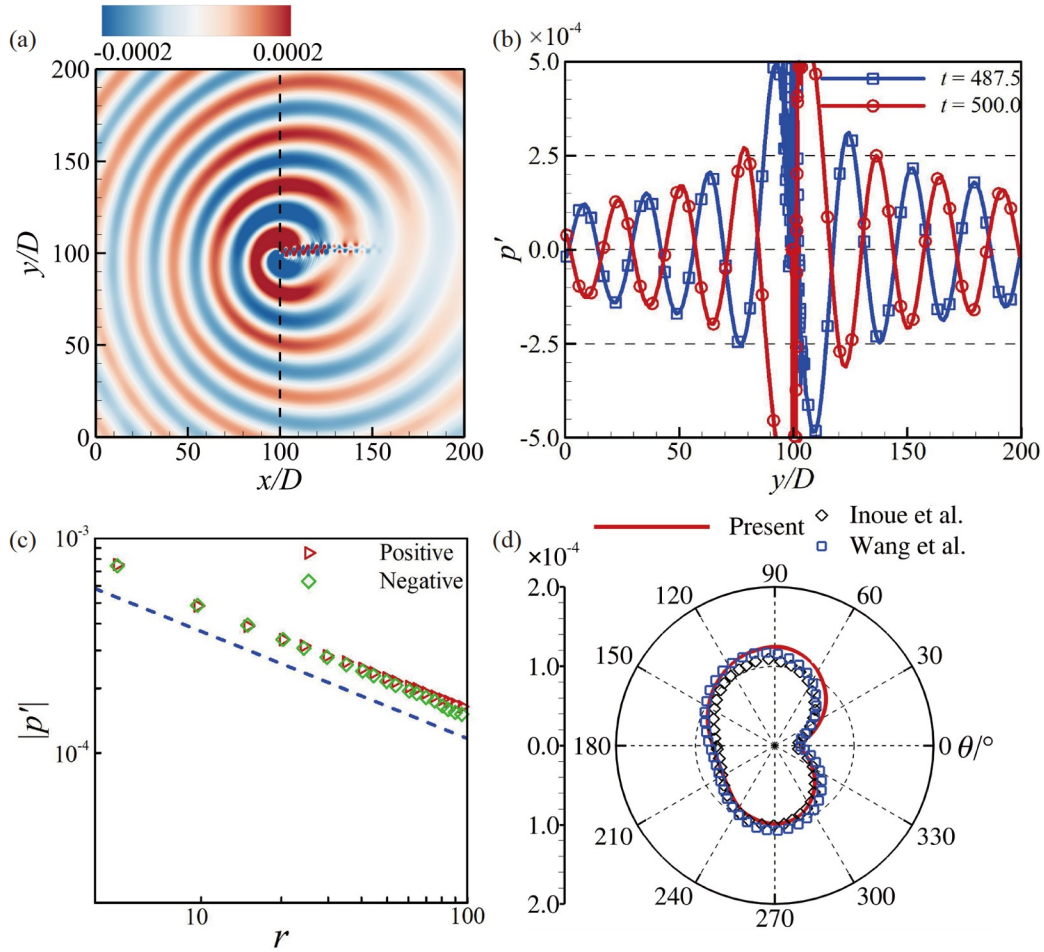 (a)
-0.0002 0.0002
200
150
100
50
0
y/D
0 50 100 150 200
x/D
(b) ×10⁻⁴
5.0
2.5
0.0
-2.5
-5.0
p'
t = 487.5
t = 500.0
0 50 100 150 200
y/D
(c)
10⁻³
10⁻⁴
|p'|
Positive
Negative
10 100
r
(d)
Present
Inoue et al.
Wang et al.
×10⁻⁴
2.0
1.0
0.0
1.0
2.0
90
120 60
150 30
180 0 θ/°
210 330
240 300
270